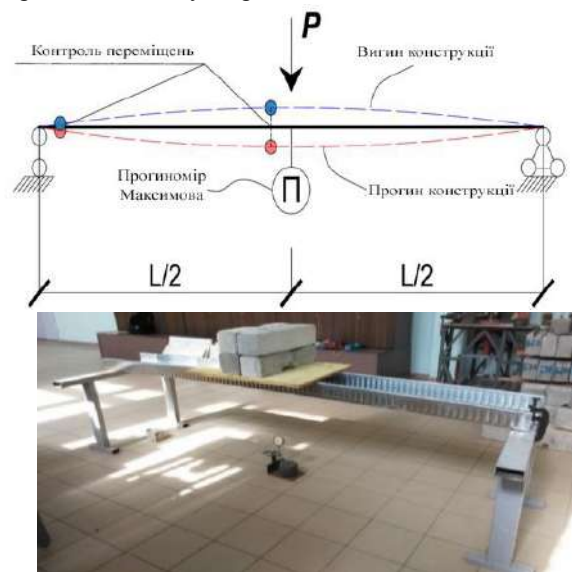 P
Контроль переміщень
Вигин конструкції
Прогиномір
Максимова
П
Прогин конструкції
L/2
L/2